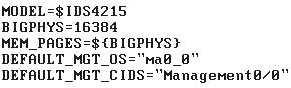 MODEL=$IDS4215
BIGPHYS=16384
MEM_PAGES=${BIGPHYS}
DEFAULT_MGT_OS="ma0_0"
DEFAULT_MGT_CIDS="Management0/0"